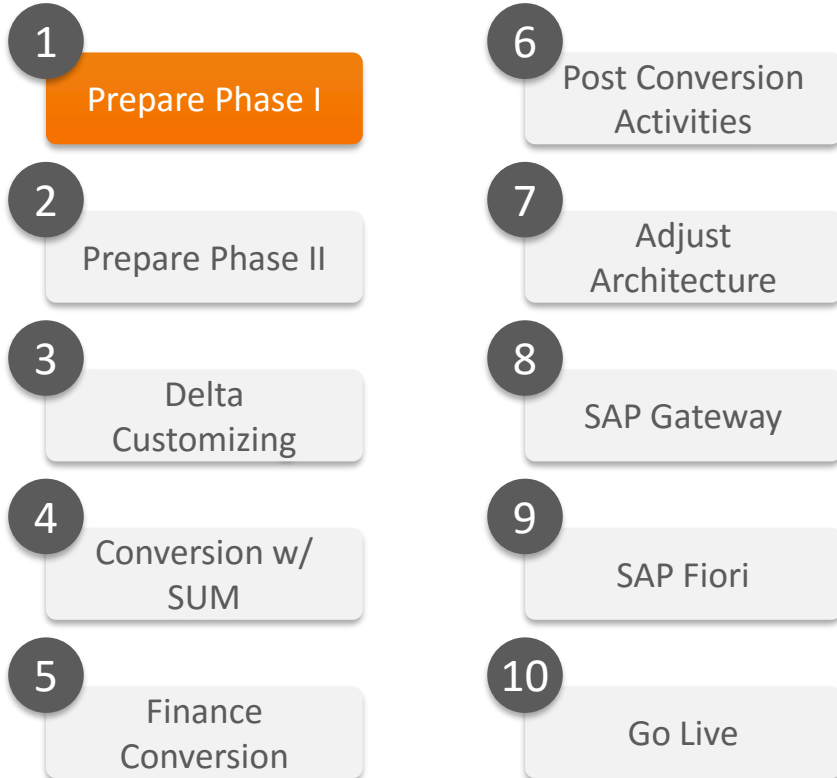 1
Prepare Phase I
2
Prepare Phase II
3
Delta
Customizing
4
Conversion w/
SUM
5
Finance
Conversion
6
Post Conversion
Activities
7
Adjust
Architecture
8
SAP Gateway
9
SAP Fiori
10
Go Live